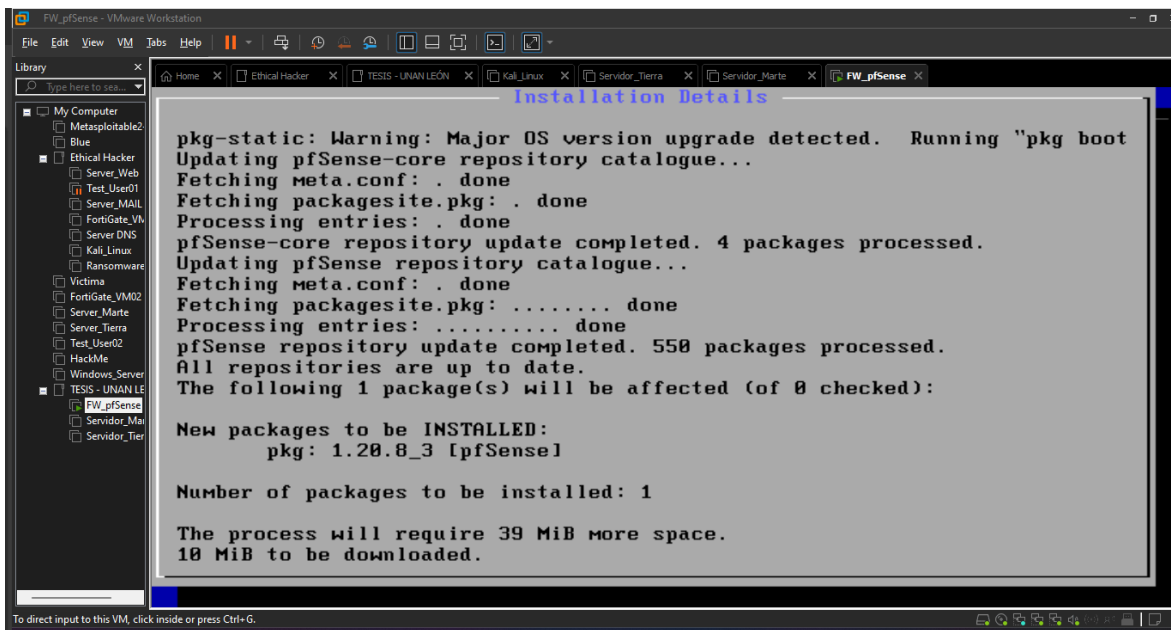 FW_pfSense - VMware Workstation
File Edit View VM Tabs Help
Library
Type here to sea...
Home
Ethical Hacker
TESIS - UNAN LEÓN
Kali_Linux
Servidor_Tierra
Servidor_Marte
FW_pfSense
My Computer
Metasploitable2-
Blue
Ethical Hacker
Server_Web
Test_User01
Server_MAIL
FortiGate_VM
Server DNS
Kali_Linux
Ransomware
Victima
FortiGate_VM02
Server_Marte
Server_Tierra
Test_User02
HackMe
Windows_Server
TESIS - UNAN LE
FW_pfSense
Servidor_Mar
Servidor_Tier
Installation Details
pkg-static: Warning: Major OS version upgrade detected.  Running "pkg boot
Updating pfSense-core repository catalogue...
Fetching meta.conf: . done
Fetching packagesite.pkg: . done
Processing entries: . done
pfSense-core repository update completed. 4 packages processed.
Updating pfSense repository catalogue...
Fetching meta.conf: . done
Fetching packagesite.pkg: ........ done
Processing entries: .......... done
pfSense repository update completed. 550 packages processed.
All repositories are up to date.
The following 1 package(s) will be affected (of 0 checked):
New packages to be INSTALLED:
pkg: 1.20.8_3 [pfSense]
Number of packages to be installed: 1
The process will require 39 MiB more space.
10 MiB to be downloaded.
To direct input to this VM, click inside or press Ctrl+G.